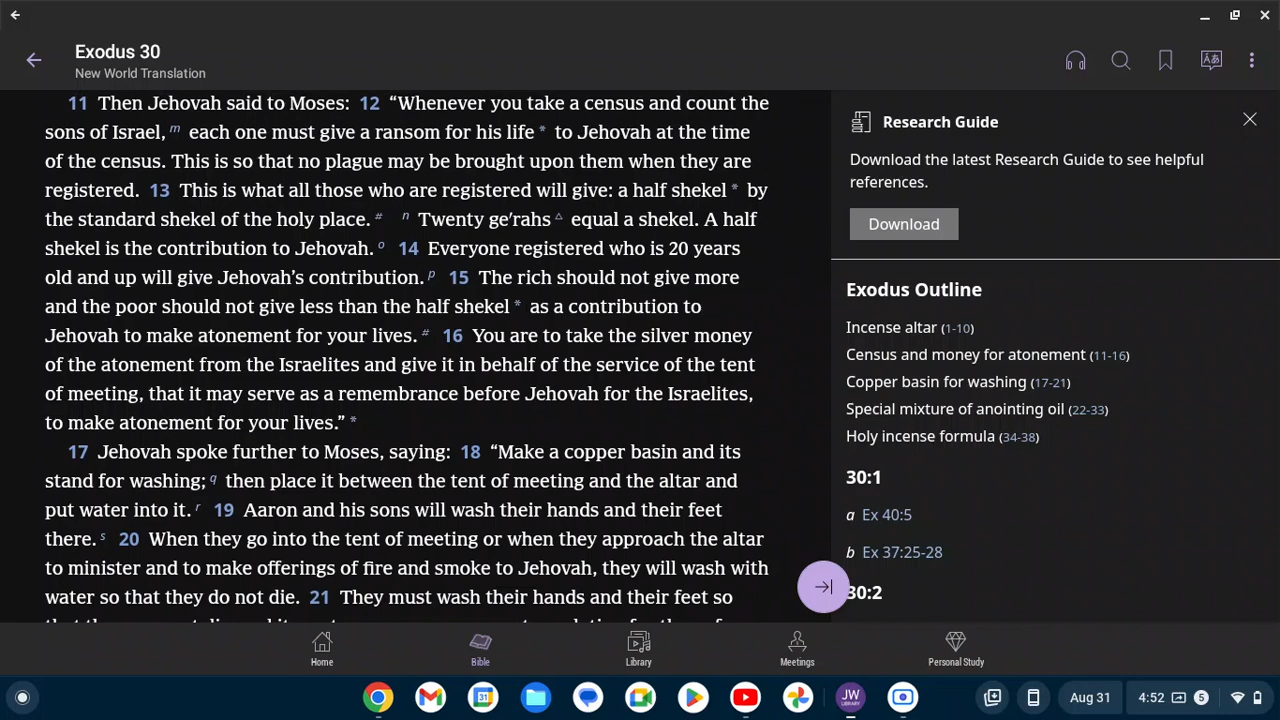 Exodus 30
New World Translation
11 Then Jehovah said to Moses: 12 “Whenever you take a census and count the
sons of Israel, m each one must give a ransom for his life * to Jehovah at the time
of the census. This is so that no plague may be brought upon them when they are
registered. 13 This is what all those who are registered will give: a half shekel * by
the standard shekel of the holy place. # n Twenty geʹrahs △ equal a shekel. A half
shekel is the contribution to Jehovah. o 14 Everyone registered who is 20 years
old and up will give Jehovah’s contribution. p 15 The rich should not give more
and the poor should not give less than the half shekel * as a contribution to
Jehovah to make atonement for your lives. # 16 You are to take the silver money
of the atonement from the Israelites and give it in behalf of the service of the tent
of meeting, that it may serve as a remembrance before Jehovah for the Israelites,
to make atonement for your lives.” *
17 Jehovah spoke further to Moses, saying: 18 “Make a copper basin and its
stand for washing; q then place it between the tent of meeting and the altar and
put water into it. r 19 Aaron and his sons will wash their hands and their feet
there. s 20 When they go into the tent of meeting or when they approach the altar
to minister and to make offerings of fire and smoke to Jehovah, they will wash with
water so that they do not die. 21 They must wash their hands and their feet so
Research Guide
Download the latest Research Guide to see helpful
references.
Download
Exodus Outline
Incense altar (1-10)
Census and money for atonement (11-16)
Copper basin for washing (17-21)
Special mixture of anointing oil (22-33)
Holy incense formula (34-38)
30:1
a Ex 40:5
b Ex 37:25-28
30:2
Home
Bible
Library
Meetings
Personal Study
31
JW
LIBRARY
Aug 31
4:52
5